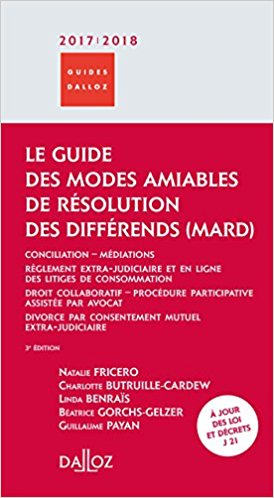 2017|2018
GUIDES
DALLOZ
LE GUIDE
DES MODES AMIABLES
DE RÉSOLUTION
DES DIFFÉRENDS (MARD)
CONCILIATION – MÉDIATIONS
RÈGLEMENT EXTRA-JUDICIAIRE ET EN LIGNE
DES LITIGES DE CONSOMMATION
DROIT COLLABORATIF – PROCÉDURE PARTICIPATIVE
ASSISTÉE PAR AVOCAT
DIVORCE PAR CONSENTEMENT MUTUEL
EXTRA-JUDICIAIRE
3e ÉDITION
NATALIE FRICERO
CHARLOTTE BUTRUILLE-CARDEW
LINDA BENRAÏS
BÉATRICE GORCHS-GELZER
GUILLAUME PAYAN
À JOUR
DES LOI
ET DÉCRETS
J 21
DALLOZ